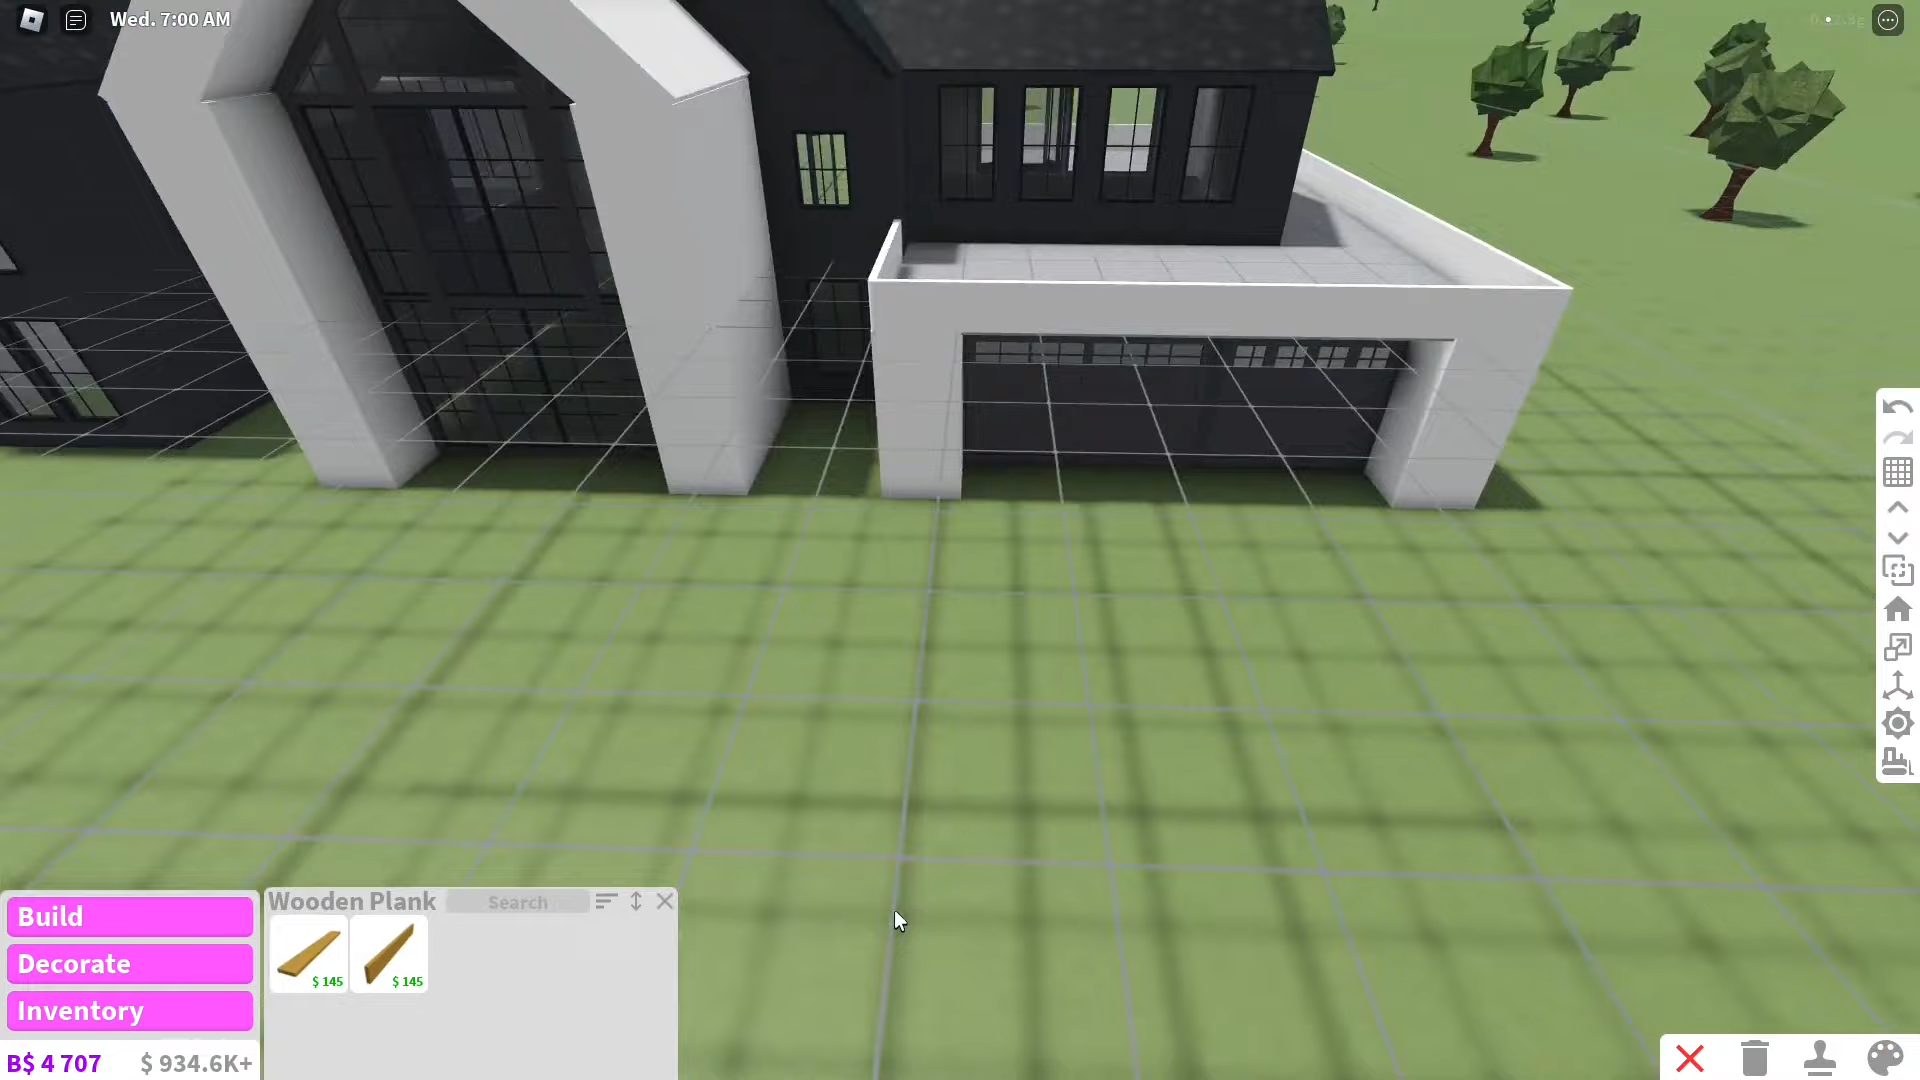 Wed. 7:00 AM
Build
Decorate
Inventory
B$ 4 707
$ 934.6K+
Wooden Plank
Search
$ 145
$ 145